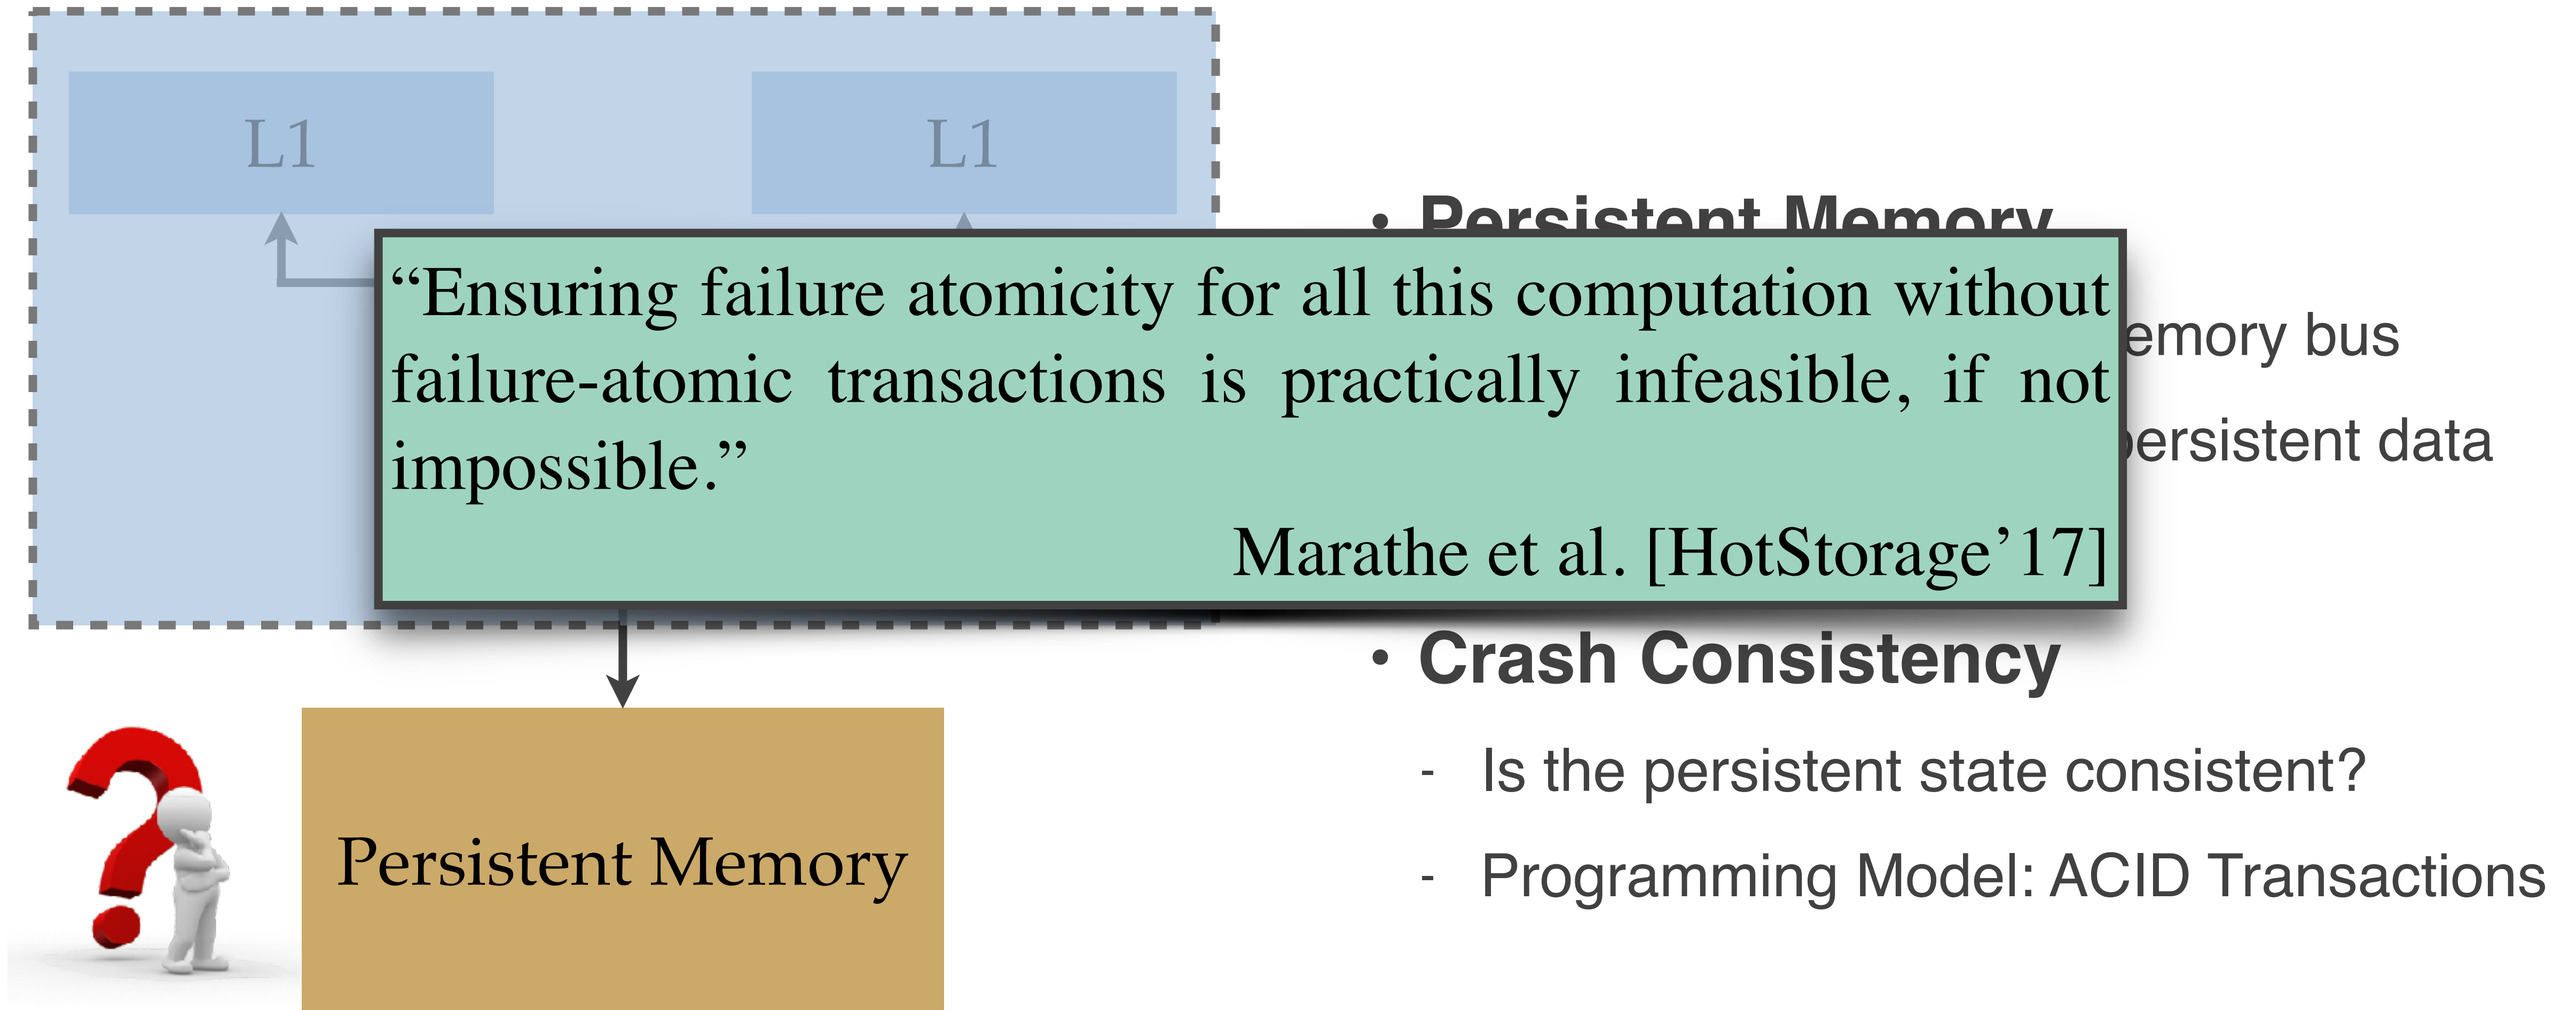 L1
L1
• Persistent Memory
“Ensuring failure atomicity for all this computation without
failure-atomic transactions is practically infeasible, if not
impossible.”
Marathe et al. [HotStorage’17]
emory bus
ersistent data
• Crash Consistency
- Is the persistent state consistent?
- Programming Model: ACID Transactions
Persistent Memory